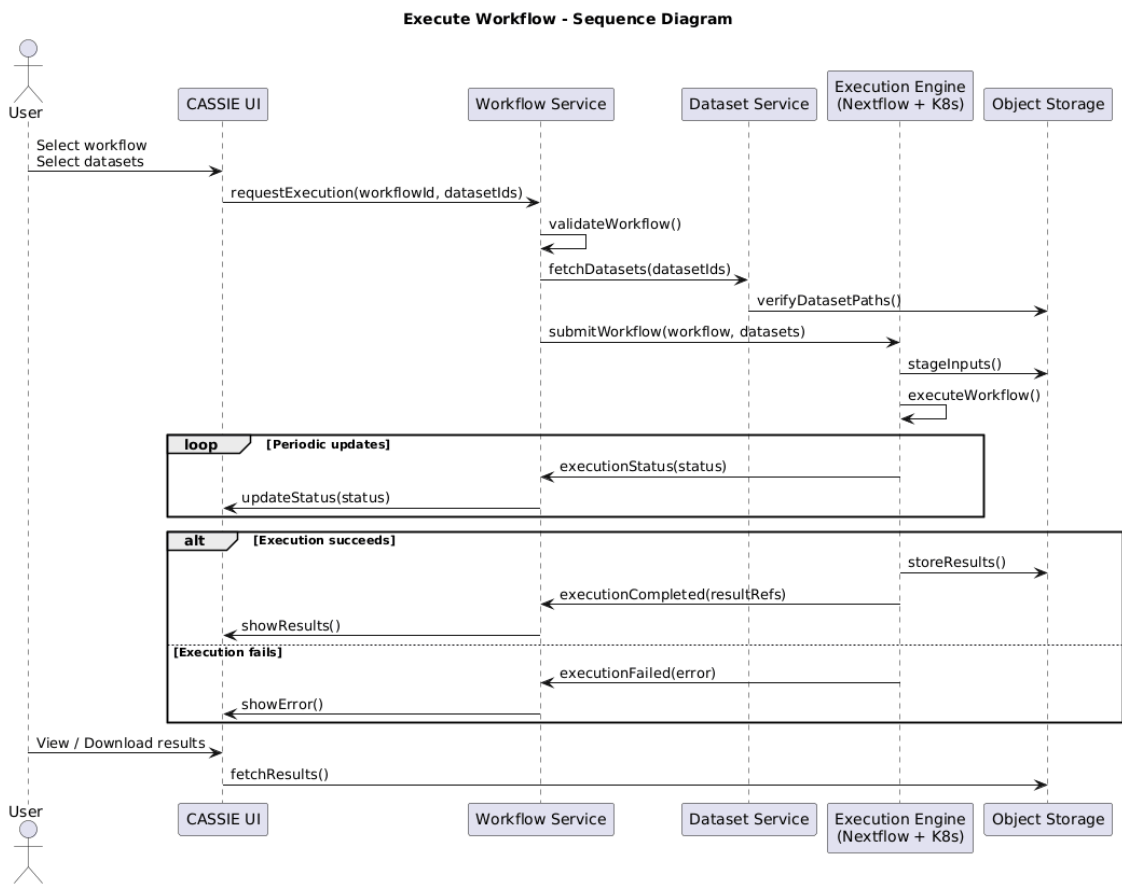 Execute Workflow - Sequence Diagram
User
CASSIE UI
Workflow Service
Dataset Service
Execution Engine
(Nextflow + K8s)
Object Storage
Select workflow
Select datasets
requestExecution(workflowId, datasetIds)
validateWorkflow()
fetchDatasets(datasetIds)
verifyDatasetPaths()
submitWorkflow(workflow, datasets)
stageInputs()
executeWorkflow()
loop
[Periodic updates]
executionStatus(status)
updateStatus(status)
alt
[Execution succeeds]
storeResults()
executionCompleted(resultRefs)
showResults()
[Execution fails]
executionFailed(error)
showError()
View / Download results
fetchResults()
User
CASSIE UI
Workflow Service
Dataset Service
Execution Engine
(Nextflow + K8s)
Object Storage